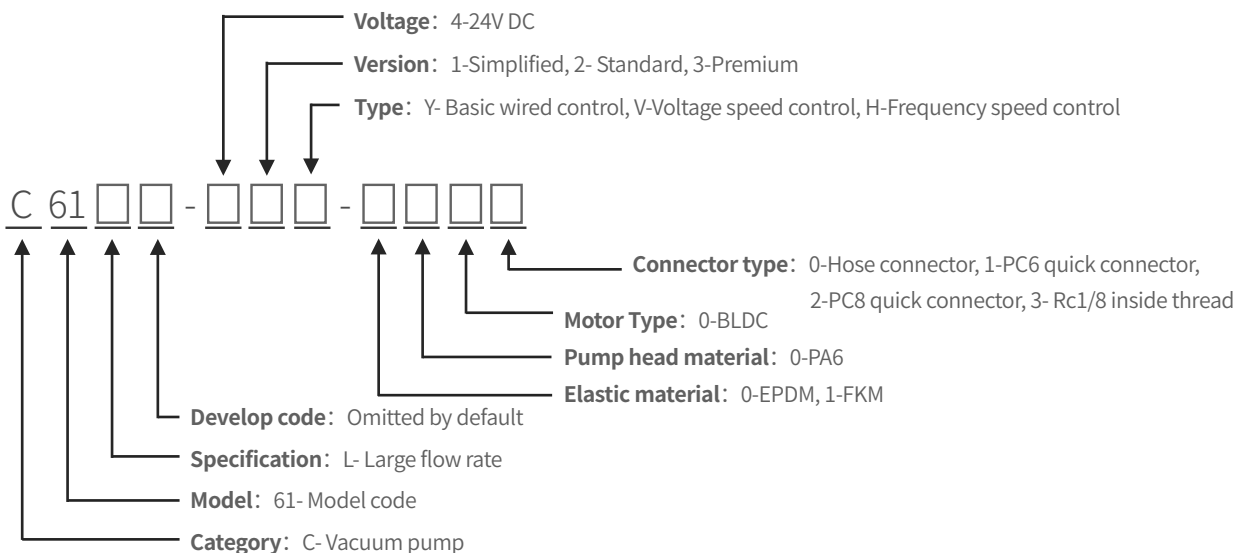 Voltage：4-24V DC
Version：1-Simplified, 2- Standard, 3-Premium
Type：Y- Basic wired control, V-Voltage speed control, H-Frequency speed control
C 61 □ □ - □ □ □ - □ □ □ □
Connector type：0-Hose connector, 1-PC6 quick connector,
2-PC8 quick connector, 3- Rc1/8 inside thread
Motor Type：0-BLDC
Pump head material：0-PA6
Elastic material：0-EPDM, 1-FKM
Develop code：Omitted by default
Specification：L- Large flow rate
Model：61- Model code
Category：C- Vacuum pump